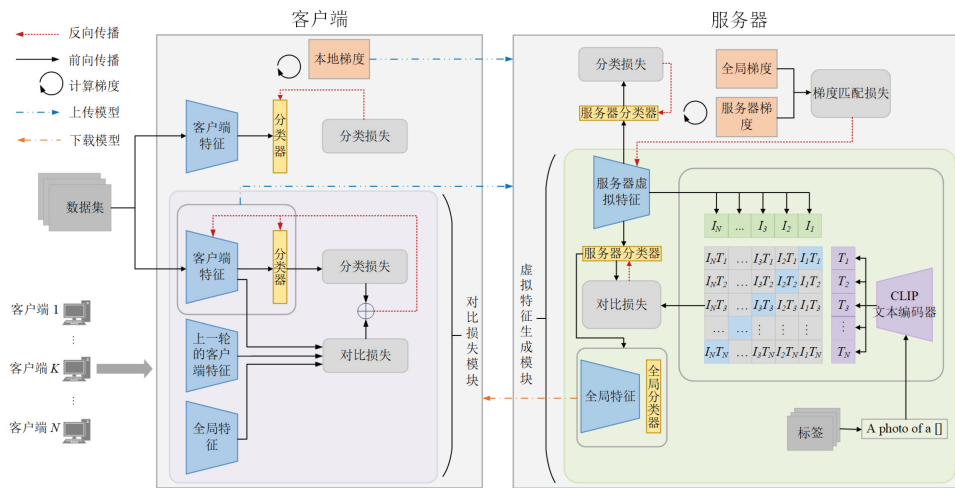 反向传播
前向传播
计算梯度
上传模型
下载模型
数据集
客户端 1
⋮
客户端 K
⋮
客户端 N
客户端
本地梯度
客户端
特征
分类器
分类损失
客户端
特征
分类器
分类损失
上一轮
的客户
端特征
对比损失
全局特
征
对比损失模块
服务器
分类损失
服务器分类器
全局梯度
服务器梯
度
梯度匹配损失
虚拟特征生成模块
服务器虚
拟特征
服务器分类器
对比损失
全局特征
全局分类器
I_N ... I_3 I_2 I_1
I_NT_1 ... I_3T_1 I_2T_1 I_1T_1
I_NT_2 ... I_3T_2 I_2T_2 I_1T_2
I_NT_3 ... I_3T_3 I_2T_3 I_1T_3
... ... ⋮ ⋮ ⋮
I_NT_N ... I_3T_N I_2T_N I_1T_N
T_1
T_2
T_3
⋮
T_N
CLIP
文本编码器
标签
A photo of a []